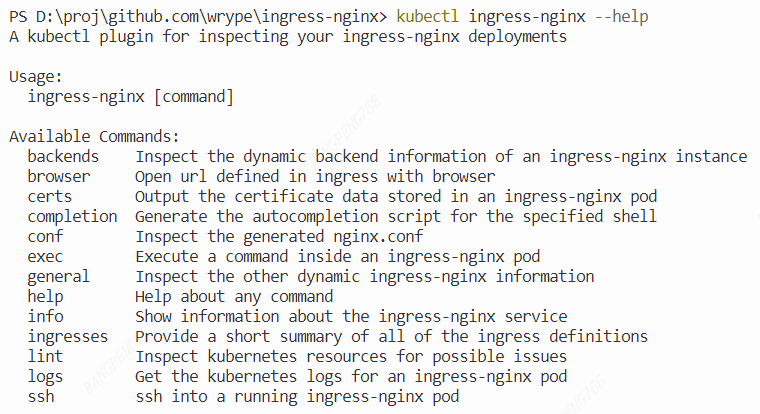 PS D:\proj\github.com\wrype\ingress-nginx> kubectl ingress-nginx --help
A kubectl plugin for inspecting your ingress-nginx deployments
Usage:
  ingress-nginx [command]
Available Commands:
  backends    Inspect the dynamic backend information of an ingress-nginx instance
  browser     Open url defined in ingress with browser
  certs       Output the certificate data stored in an ingress-nginx pod
  completion  Generate the autocompletion script for the specified shell
  conf        Inspect the generated nginx.conf
  exec        Execute a command inside an ingress-nginx pod
  general     Inspect the other dynamic ingress-nginx information
  help        Help about any command
  info        Show information about the ingress-nginx service
  ingresses   Provide a short summary of all of the ingress definitions
  lint        Inspect kubernetes resources for possible issues
  logs        Get the kubernetes logs for an ingress-nginx pod
  ssh         ssh into a running ingress-nginx pod